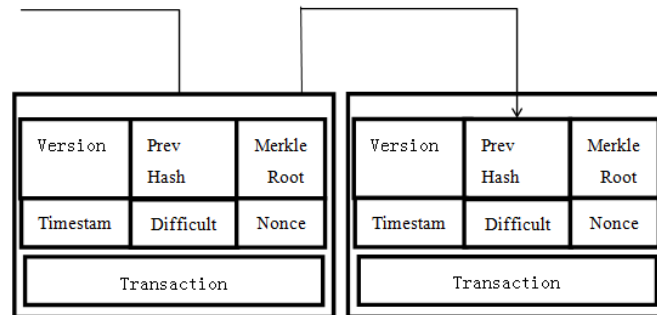 Version Prev Merkle Version Prev Merkle
Hash Root Hash Root
Timestam Difficult Nonce Timestam Difficult Nonce
Transaction Transaction